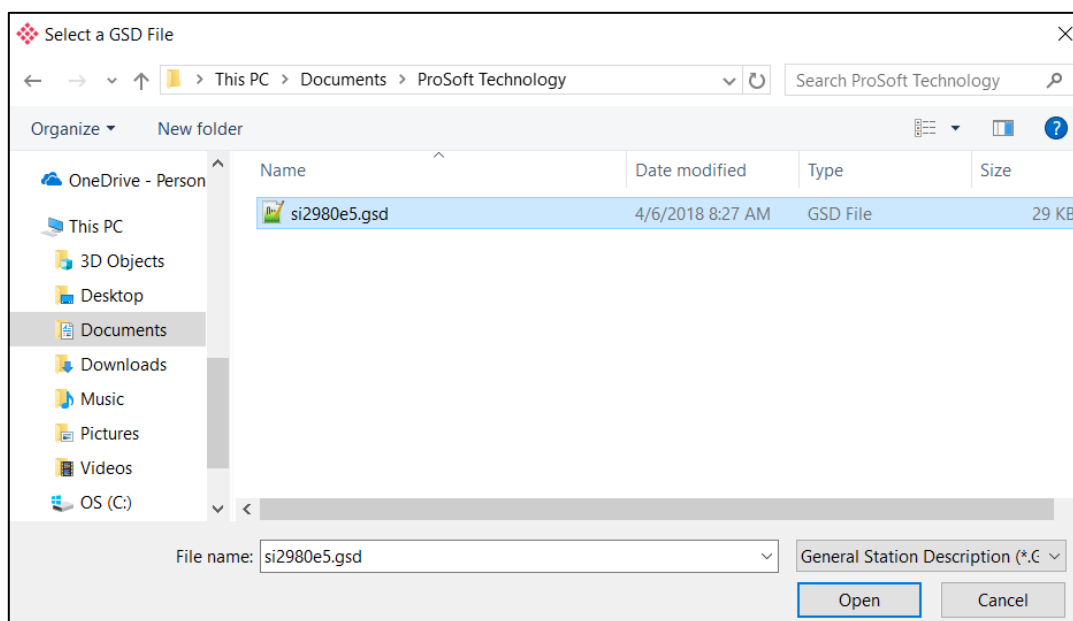 Select a GSD File
This PC > Documents > ProSoft Technology
Search ProSoft Technology
Organize
New folder
?
Name
Date modified
Type
Size
OneDrive - Person
This PC
3D Objects
Desktop
Documents
Downloads
Music
Pictures
Videos
OS (C:)
si2980e5.gsd
4/6/2018 8:27 AM
GSD File
29 KB
File name:
si2980e5.gsd
General Station Description (*.G
Open
Cancel